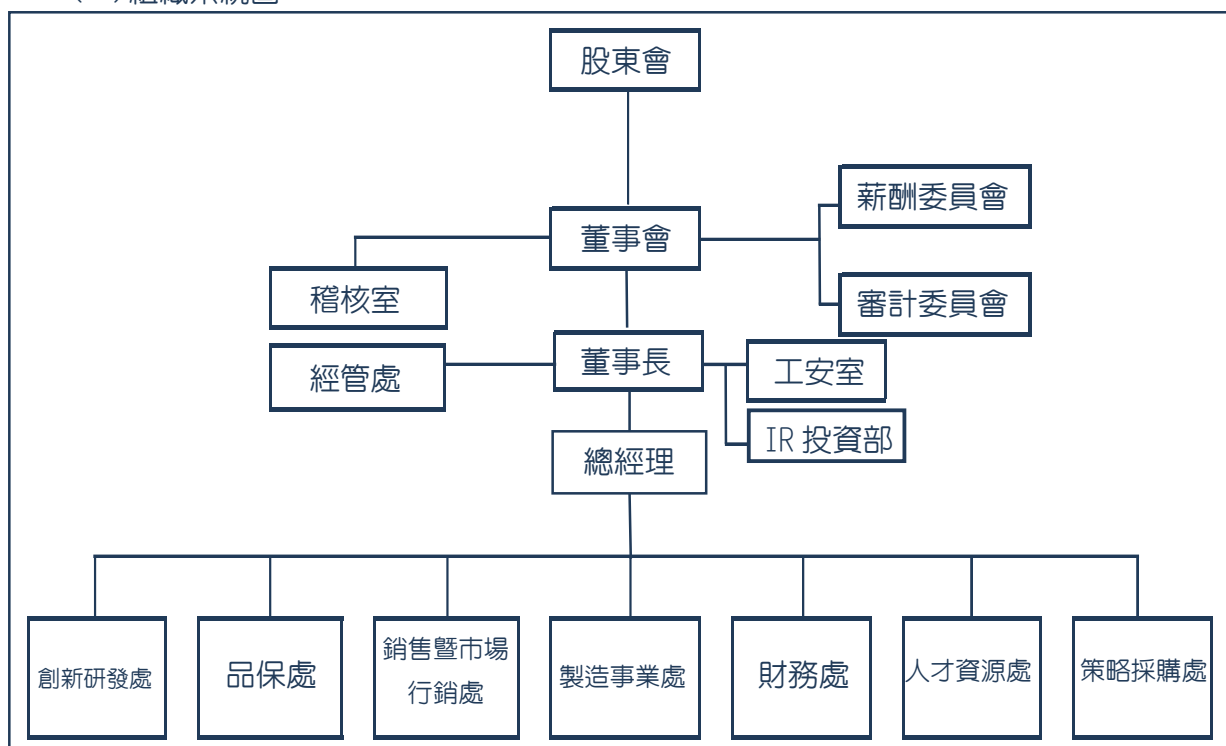 股東會
薪酬委員會
董事會
稽核室
審計委員會
董事長
經管處
工安室
IR 投資部
總經理
創新研發處
品保處
銷售暨市場
行銷處
製造事業處
財務處
人才資源處
策略採購處